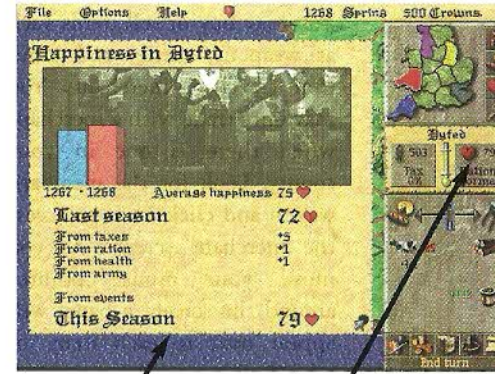 File Options Help 1268 Spring 500 Crowns
Happiness in Dyfed
1267 - 1268 Average happiness 75
Last season 72
From taxes +5
From ration +1
From health +1
From army
From events
This Season 79
Dyfed
503 79
Tax
End turn